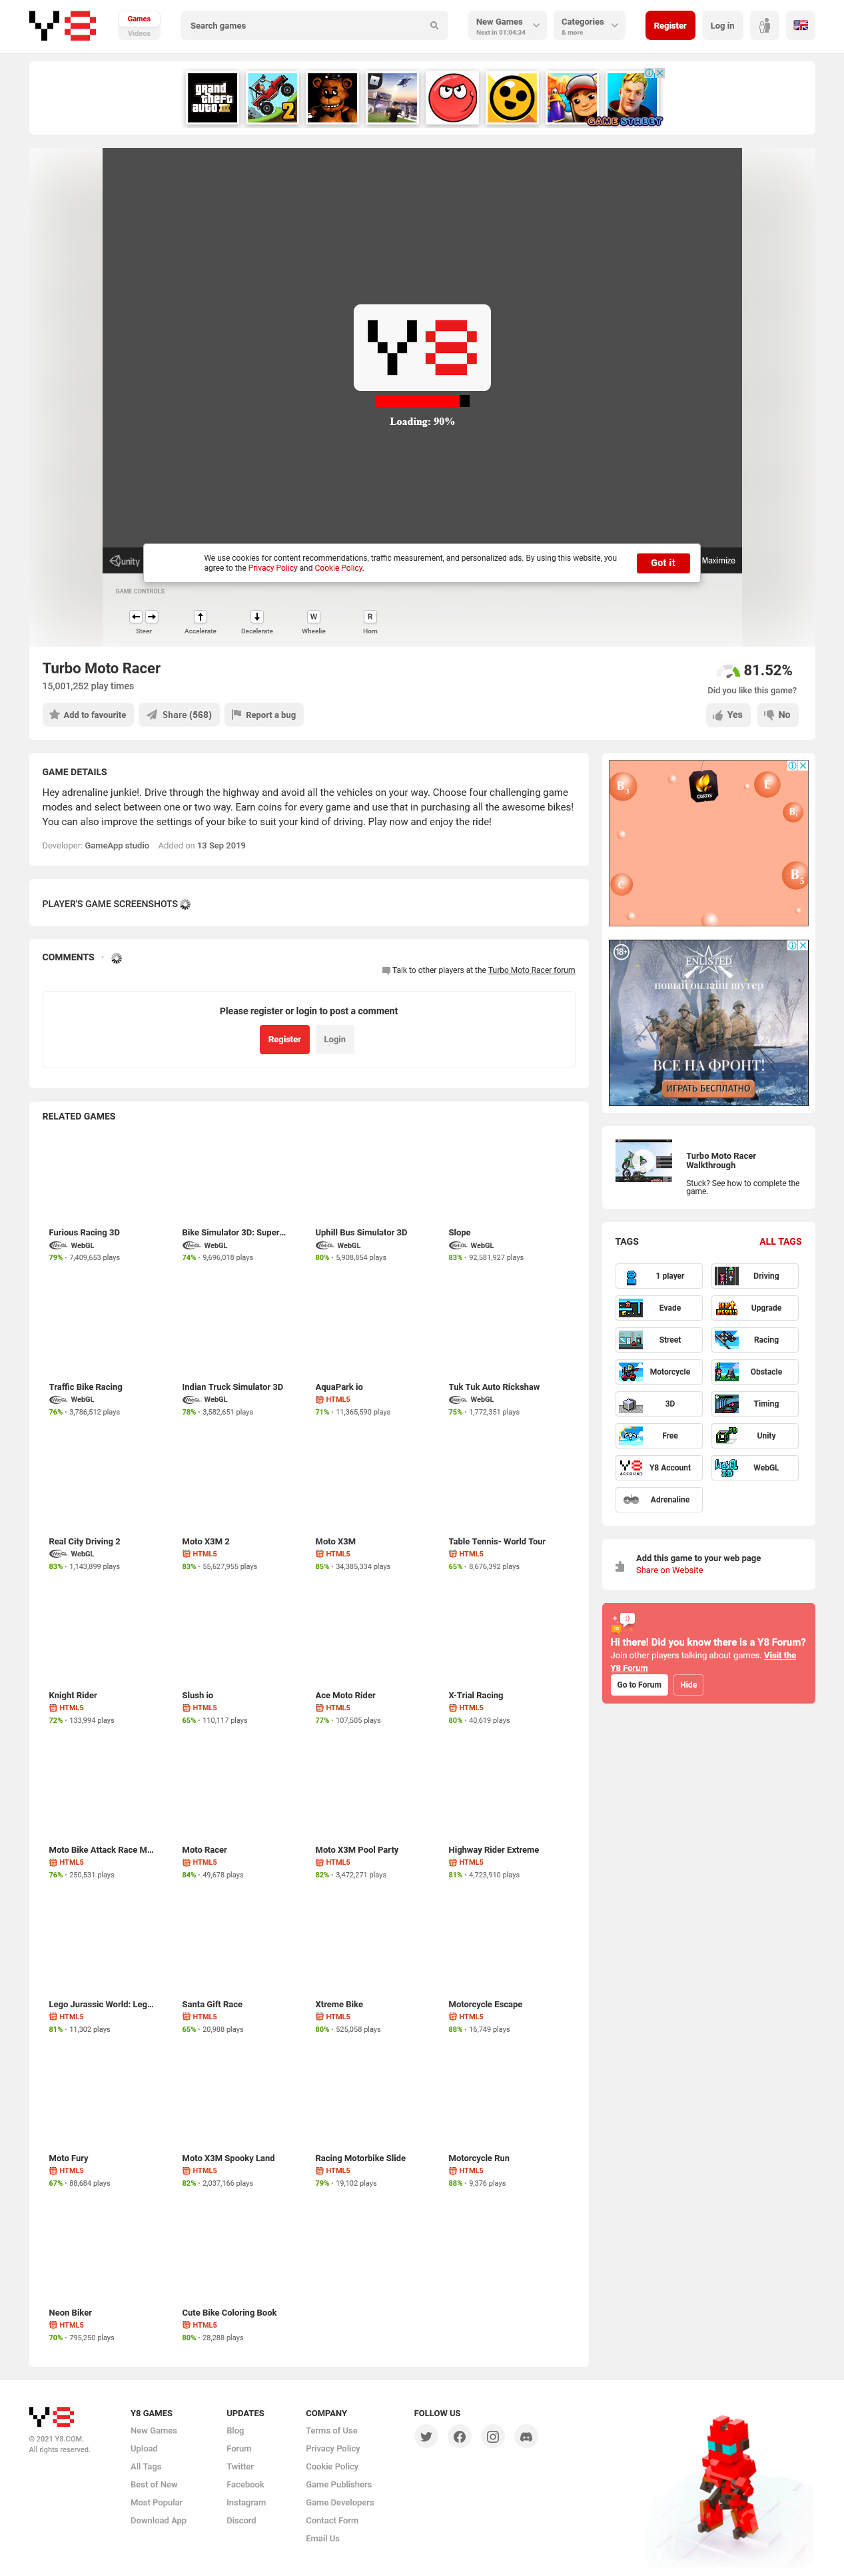 Games
Videos
Search games
New Games
Next in 01:04:34
Categories
& more
Register
Log in
grand theft auto III
2
GAME STREET
Y8
Loading: 90%
unity
Maximize
We use cookies for content recommendations, traffic measurement, and personalized ads. By using this website, you
agree to the Privacy Policy and Cookie Policy.
Got it
GAME CONTROLS
W
R
Steer
Accelerate
Decelerate
Wheelie
Horn
Turbo Moto Racer
15,001,252 play times
81.52%
Did you like this game?
Add to favourite
Share (568)
Report a bug
Yes
No
GAME DETAILS
Hey adrenaline junkie!. Drive through the highway and avoid all the vehicles on your way. Choose four challenging game
modes and select between one or two way. Earn coins for every game and use that in purchasing all the awesome bikes!
You can also improve the settings of your bike to suit your kind of driving. Play now and enjoy the ride!
Developer: GameApp studio Added on 13 Sep 2019
PLAYER'S GAME SCREENSHOTS
COMMENTS
Talk to other players at the Turbo Moto Racer forum
Please register or login to post a comment
Register
Login
18+
ENLISTED
новый онлайн шутер
ВСЕ НА ФРОНТ!
ИГРАТЬ БЕСПЛАТНО
Turbo Moto Racer
Walkthrough
Stuck? See how to complete the
game.
TAGS
ALL TAGS
1 player
Driving
Evade
Upgrade
Street
Racing
Motorcycle
Obstacle
3D
Timing
Free
Unity
Y8 Account
WebGL
Adrenaline
Add this game to your web page
Share on Website
Hi there! Did you know there is a Y8 Forum?
Join other players talking about games. Visit the
Y8 Forum
Go to Forum
Hide
RELATED GAMES
Furious Racing 3D
WebGL
79% • 7,409,653 plays
Bike Simulator 3D: Super...
WebGL
74% • 9,696,018 plays
Uphill Bus Simulator 3D
WebGL
80% • 5,908,854 plays
Slope
WebGL
83% • 92,581,927 plays
Traffic Bike Racing
WebGL
76% • 3,786,512 plays
Indian Truck Simulator 3D
WebGL
78% • 3,582,651 plays
AquaPark io
HTML5
71% • 11,365,590 plays
Tuk Tuk Auto Rickshaw
WebGL
75% • 1,772,351 plays
Real City Driving 2
WebGL
83% • 1,143,899 plays
Moto X3M 2
HTML5
83% • 55,627,955 plays
Moto X3M
HTML5
85% • 34,385,334 plays
Table Tennis- World Tour
HTML5
65% • 8,676,392 plays
Knight Rider
HTML5
72% • 133,994 plays
Slush io
HTML5
65% • 110,117 plays
Ace Moto Rider
HTML5
77% • 107,505 plays
X-Trial Racing
HTML5
80% • 40,619 plays
Moto Bike Attack Race M...
HTML5
76% • 250,531 plays
Moto Racer
HTML5
84% • 49,678 plays
Moto X3M Pool Party
HTML5
82% • 3,472,271 plays
Highway Rider Extreme
HTML5
81% • 4,723,910 plays
Lego Jurassic World: Leg...
HTML5
81% • 11,302 plays
Santa Gift Race
HTML5
65% • 20,988 plays
Xtreme Bike
HTML5
80% • 525,058 plays
Motorcycle Escape
HTML5
88% • 16,749 plays
Moto Fury
HTML5
67% • 88,684 plays
Moto X3M Spooky Land
HTML5
82% • 2,037,166 plays
Racing Motorbike Slide
HTML5
79% • 19,102 plays
Motorcycle Run
HTML5
88% • 9,376 plays
Neon Biker
HTML5
70% • 795,250 plays
Cute Bike Coloring Book
HTML5
80% • 28,288 plays
© 2021 Y8.COM.
All rights reserved.
Y8 GAMES
New Games
Upload
All Tags
Best of New
Most Popular
Download App
UPDATES
Blog
Forum
Twitter
Facebook
Instagram
Discord
COMPANY
Terms of Use
Privacy Policy
Cookie Policy
Game Publishers
Game Developers
Contact Form
Email Us
FOLLOW US